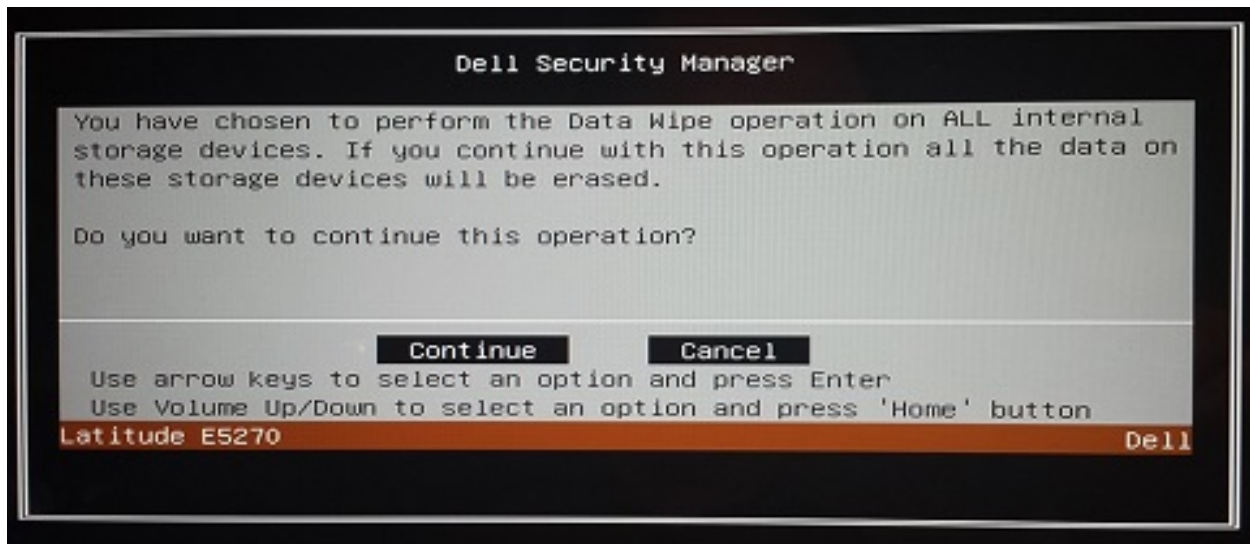 Dell Security Manager
You have chosen to perform the Data Wipe operation on ALL internal
storage devices. If you continue with this operation all the data on
these storage devices will be erased.
Do you want to continue this operation?
Continue Cancel
Use arrow keys to select an option and press Enter
Use Volume Up/Down to select an option and press 'Home' button
Latitude E5270 Dell